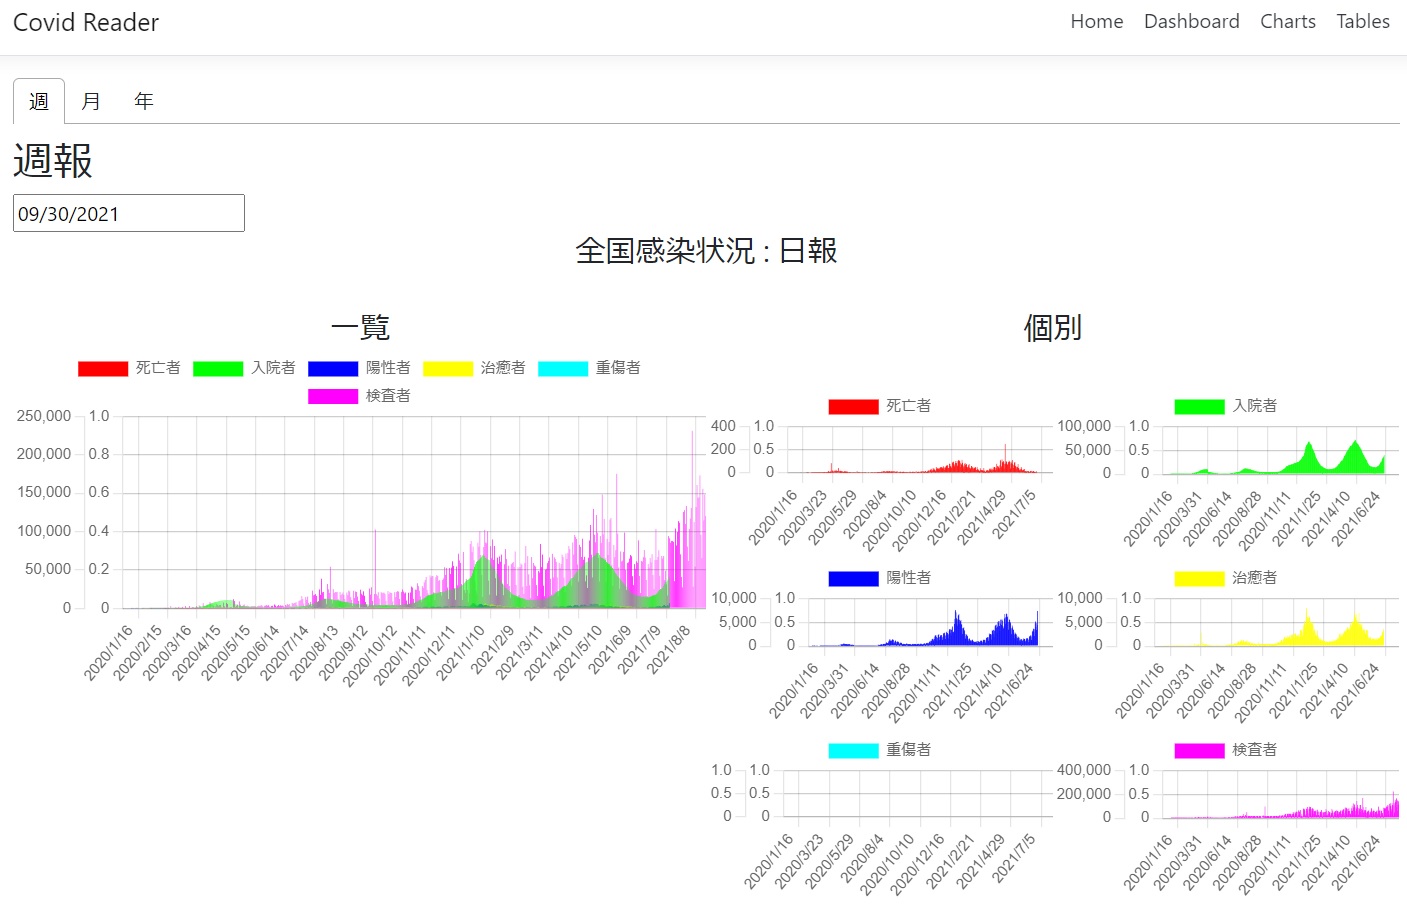 Covid Reader
Home Dashboard Charts Tables
週 月 年
週報
09/30/2021
全国感染状況 : 日報
一覧
死亡者 入院者 陽性者 治癒者 重傷者
検査者
250,000 1.0
200,000 0.8
150,000 0.6
100,000 0.4
50,000 0.2
0 0
2020/1/16 2020/2/15 2020/3/16 2020/4/15 2020/5/15 2020/6/14 2020/7/14 2020/8/13 2020/9/12 2020/10/12 2020/11/11 2020/12/11 2021/1/10 2021/2/9 2021/3/11 2021/4/10 2021/5/10 2021/6/9 2021/7/9 2021/8/8
個別
死亡者
400 1.0
200 0.5
0 0
2020/1/16 2020/3/23 2020/5/29 2020/8/4 2020/10/10 2020/12/16 2021/2/21 2021/4/29 2021/7/5
入院者
100,000 1.0
50,000 0.5
0 0
2020/1/16 2020/3/31 2020/6/14 2020/8/28 2020/11/11 2021/1/25 2021/4/10 2021/6/24
陽性者
10,000 1.0
5,000 0.5
0 0
2020/1/16 2020/3/31 2020/6/14 2020/8/28 2020/11/11 2021/1/25 2021/4/10 2021/6/24
治癒者
10,000 1.0
5,000 0.5
0 0
2020/1/16 2020/3/31 2020/6/14 2020/8/28 2020/11/11 2021/1/25 2021/4/10 2021/6/24
重傷者
1.0 1.0
0.5 0.5
0 0
2020/1/16 2020/3/23 2020/5/29 2020/8/4 2020/10/10 2020/12/16 2021/2/21 2021/4/29 2021/7/5
検査者
400,000 1.0
200,000 0.5
0 0
2020/1/16 2020/3/31 2020/6/14 2020/8/28 2020/11/11 2021/1/25 2021/4/10 2021/6/24